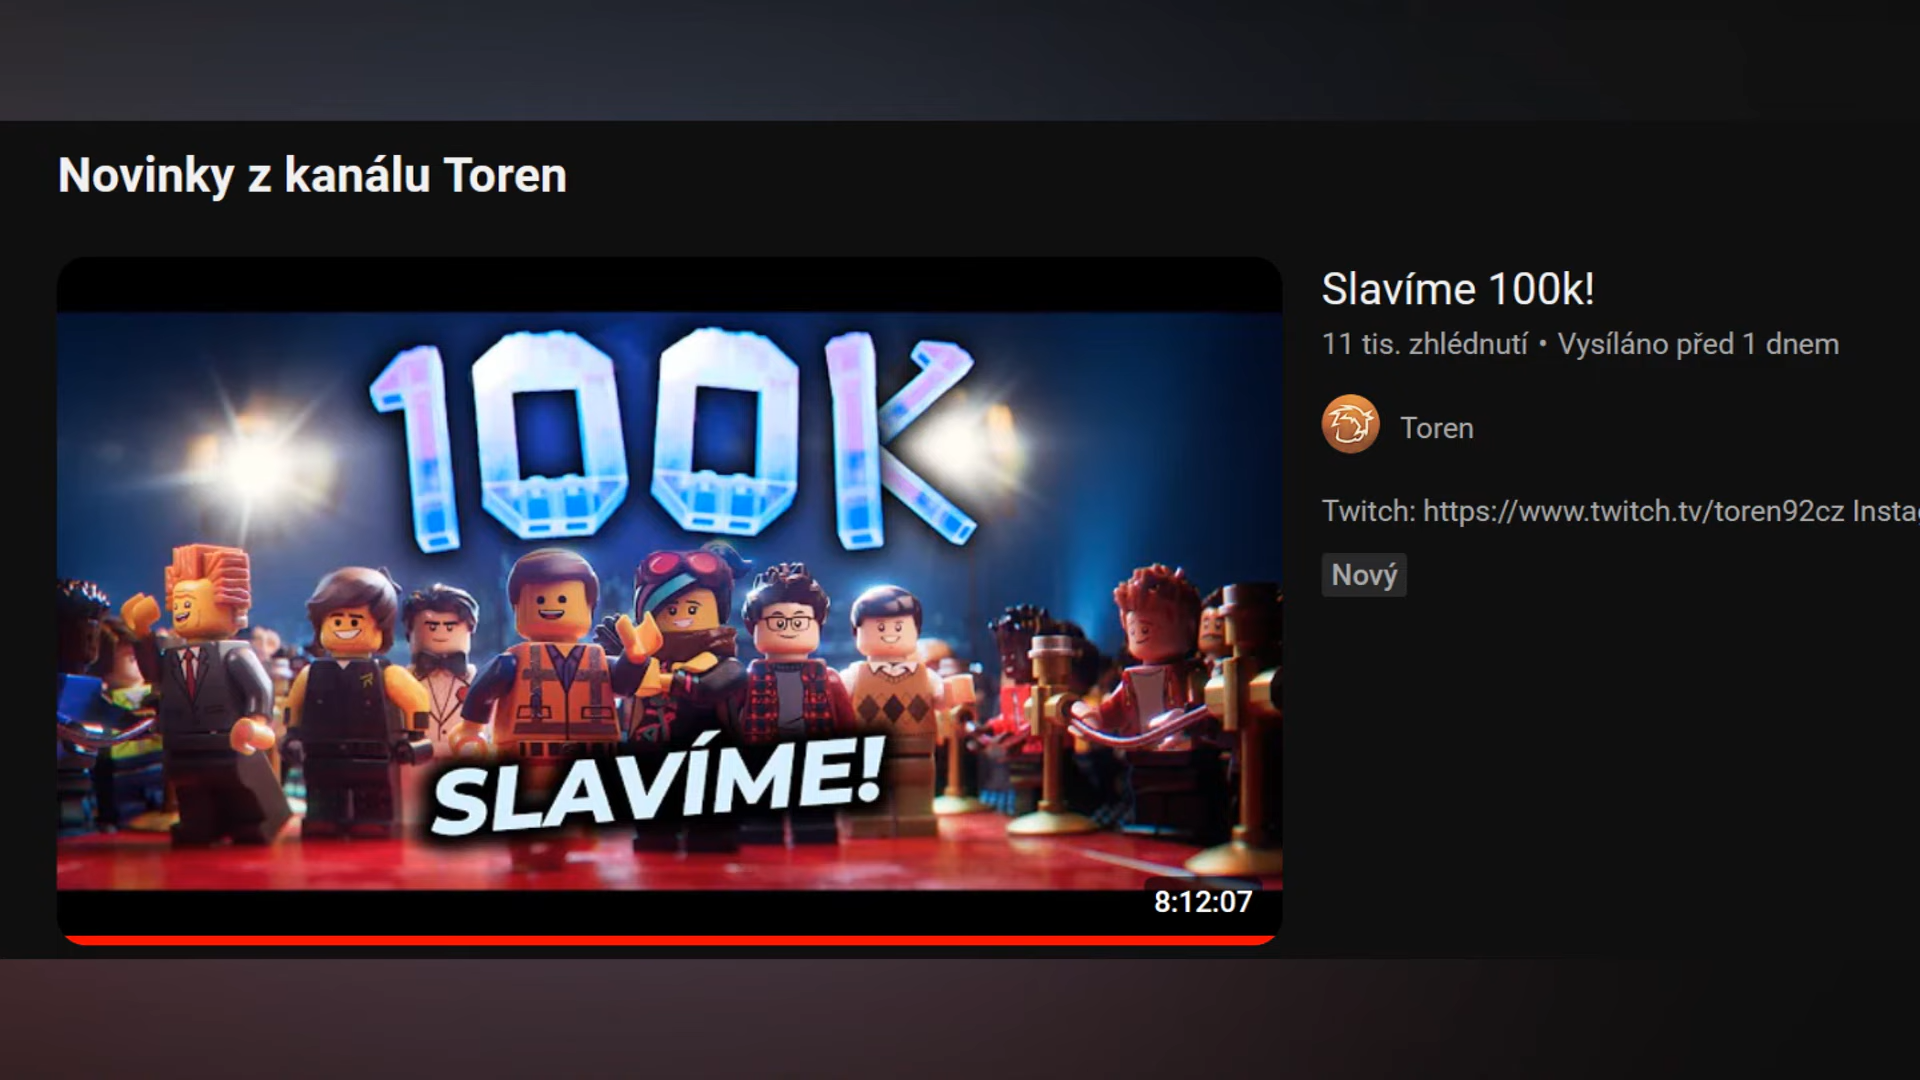 Novinky z kanálu Toren
100K
SLAVÍME!
8:12:07
Slavíme 100k!
11 tis. zhlédnutí • Vysíláno před 1 dnem
Toren
Twitch: https://www.twitch.tv/toren92cz
Nový